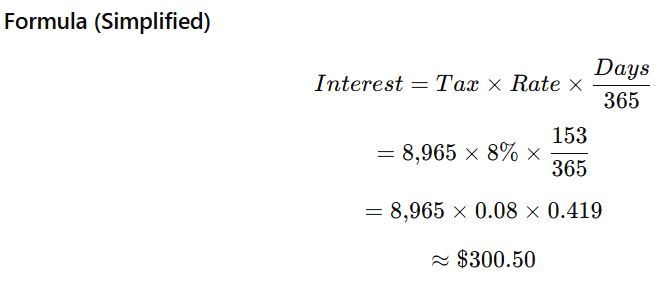 Formula (Simplified)
Interest = Tax × Rate × Days/365
= 8,965 × 8% × 153/365
= 8,965 × 0.08 × 0.419
≈ $300.50